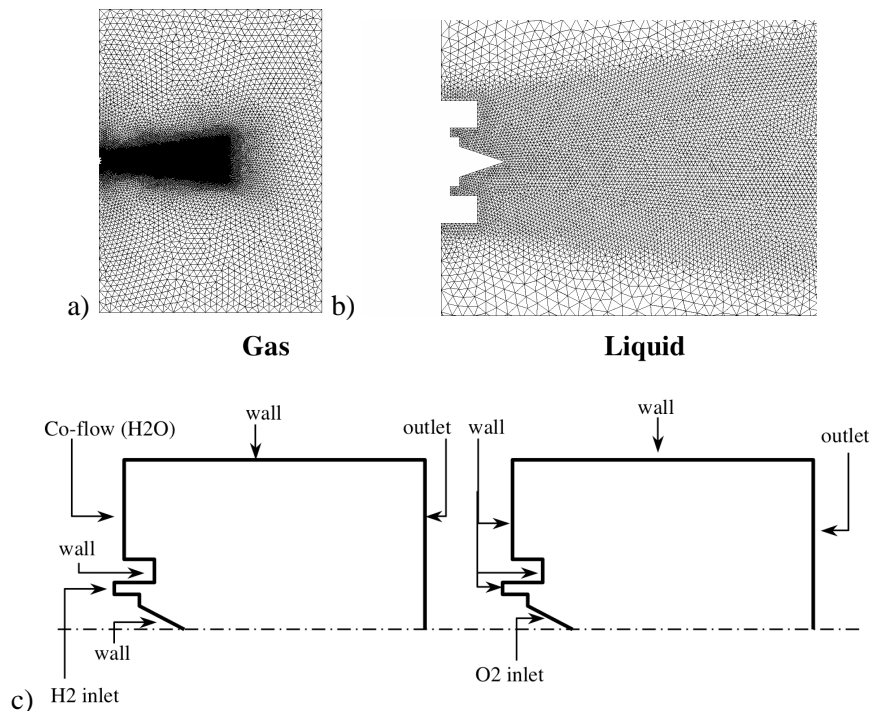 a)
b)
Gas
Liquid
Co-flow (H2O)
wall
outlet
wall
H2 inlet
wall
wall
wall
outlet
O2 inlet
c)